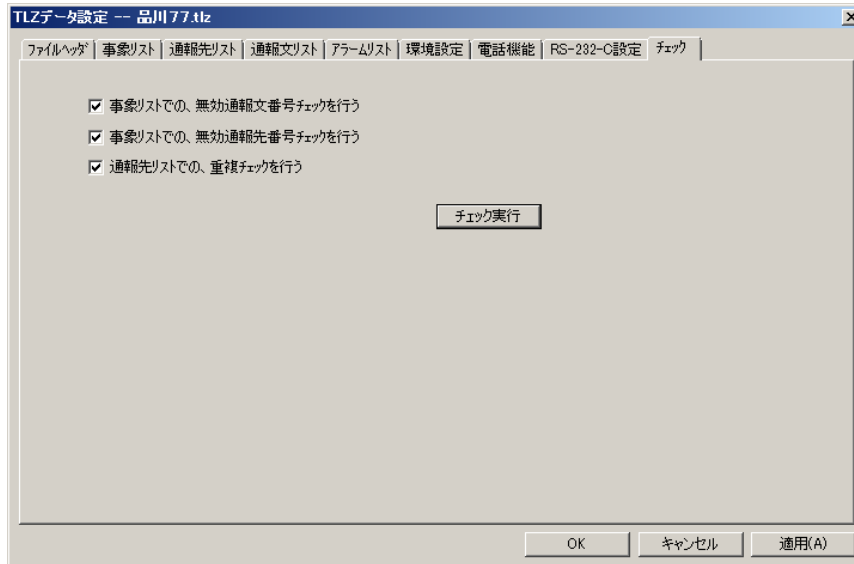 TLZデータ設定 -- 品川77.tlz
ファイルヘッダ 事象リスト 通報先リスト 通報文リスト アラームリスト 環境設定 電話機能 RS-232-C設定 チェック
事象リストでの、無効通報文番号チェックを行う
事象リストでの、無効通報先番号チェックを行う
通報先リストでの、重複チェックを行う
チェック実行
OK キャンセル 適用(A)